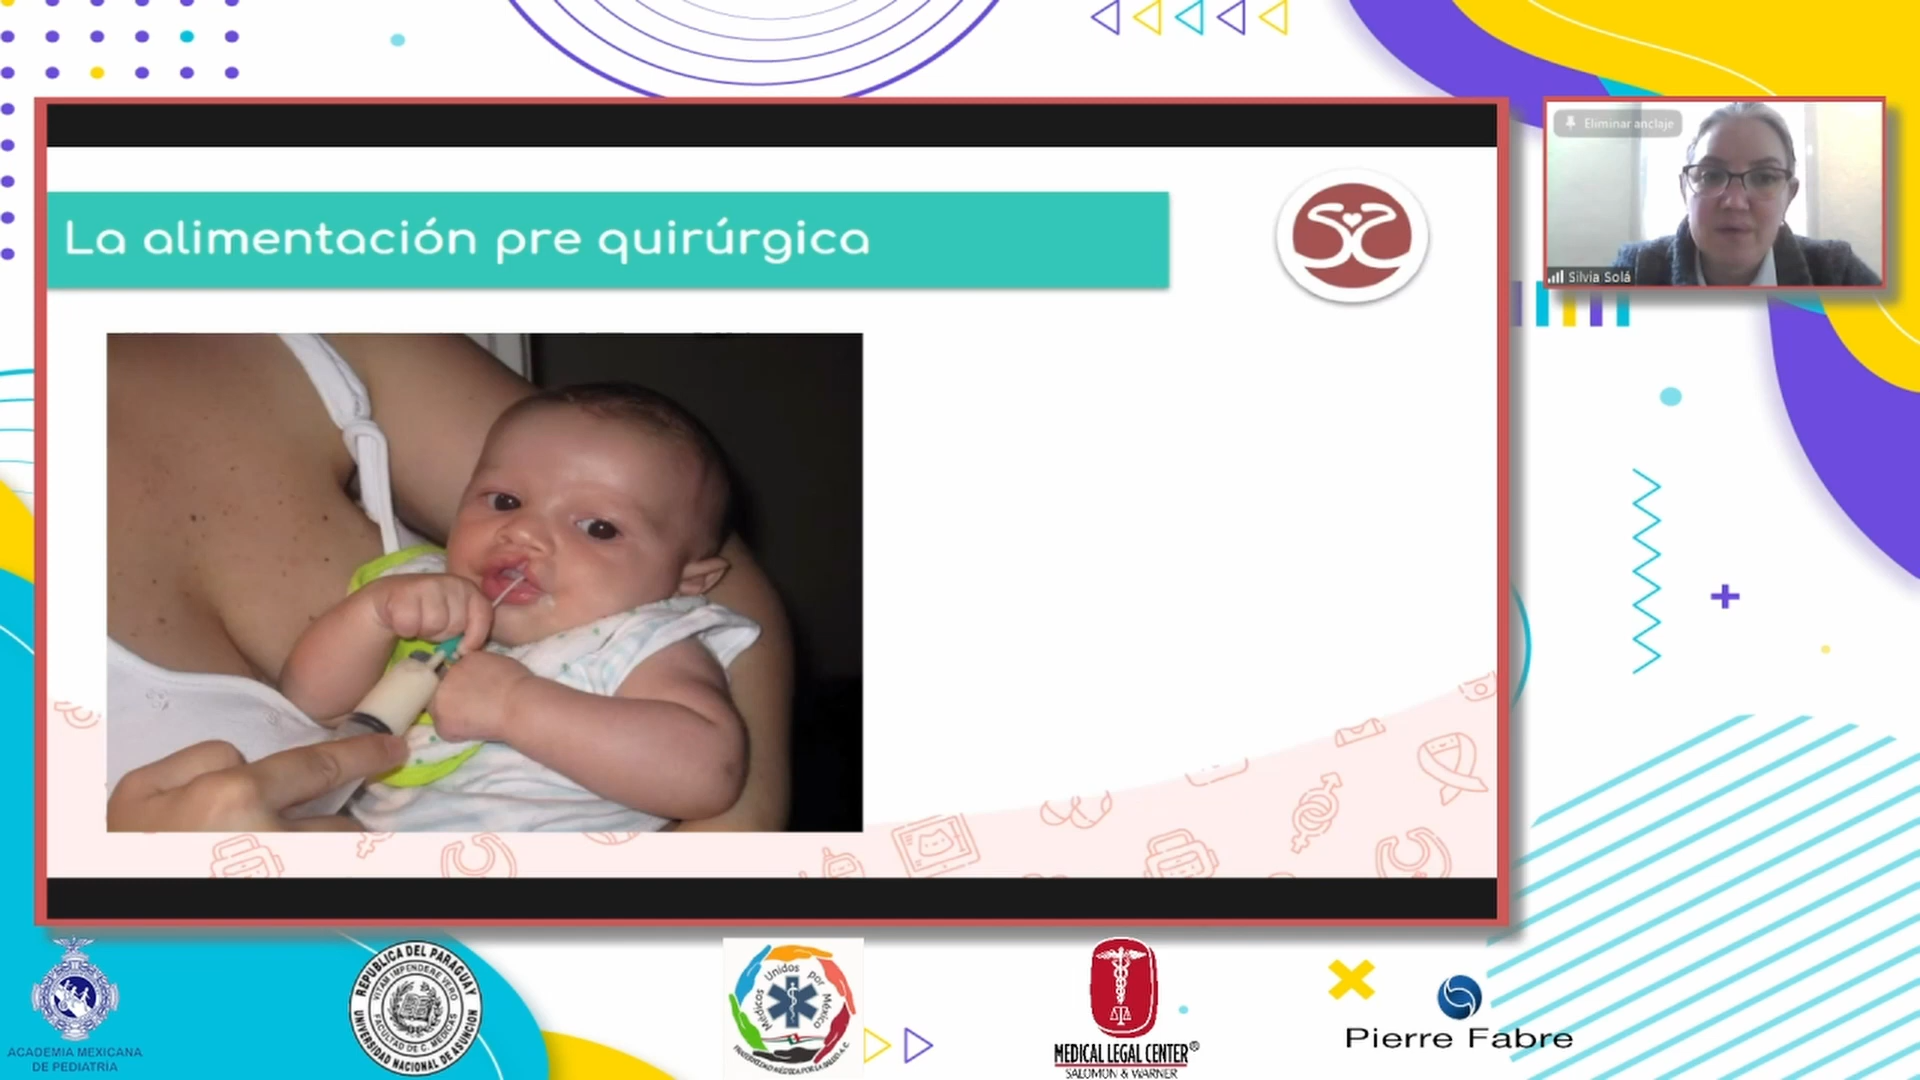 La alimentación pre quirúrgica
Eliminar anclaje
Silvia Solá
ACADEMIA MEXICANA
DE PEDIATRÍA
REPUBLICA DEL PARAGUAY
VITAM IMPENDERE VERO
FACULTAD DE C. MEDICAS
UNIVERSIDAD NACIONAL DE ASUNCION
Médicos Unidos por México
MEDICAL LEGAL CENTER®
SALOMON & WARNER
Pierre Fabre